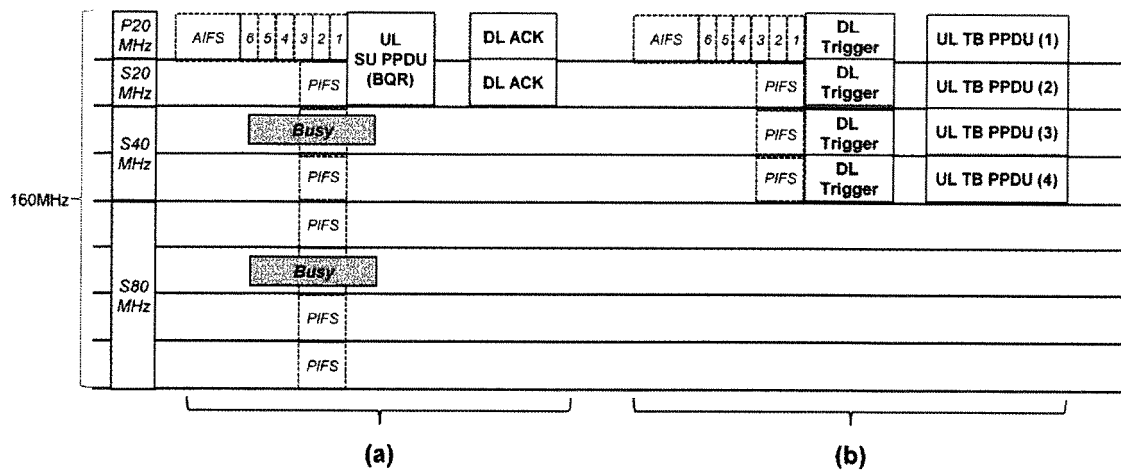 P20 MHz AIFS 6 5 4 3 2 1 UL SU PPDU (BQR) DL ACK AIFS 6 5 4 3 2 1 DL Trigger UL TB PPDU (1)
S20 MHz PIFS DL ACK PIFS DL Trigger UL TB PPDU (2)
S40 MHz Busy PIFS DL Trigger UL TB PPDU (3)
PIFS PIFS DL Trigger UL TB PPDU (4)
160MHz
PIFS
S80 MHz Busy
PIFS
PIFS
(a) (b)